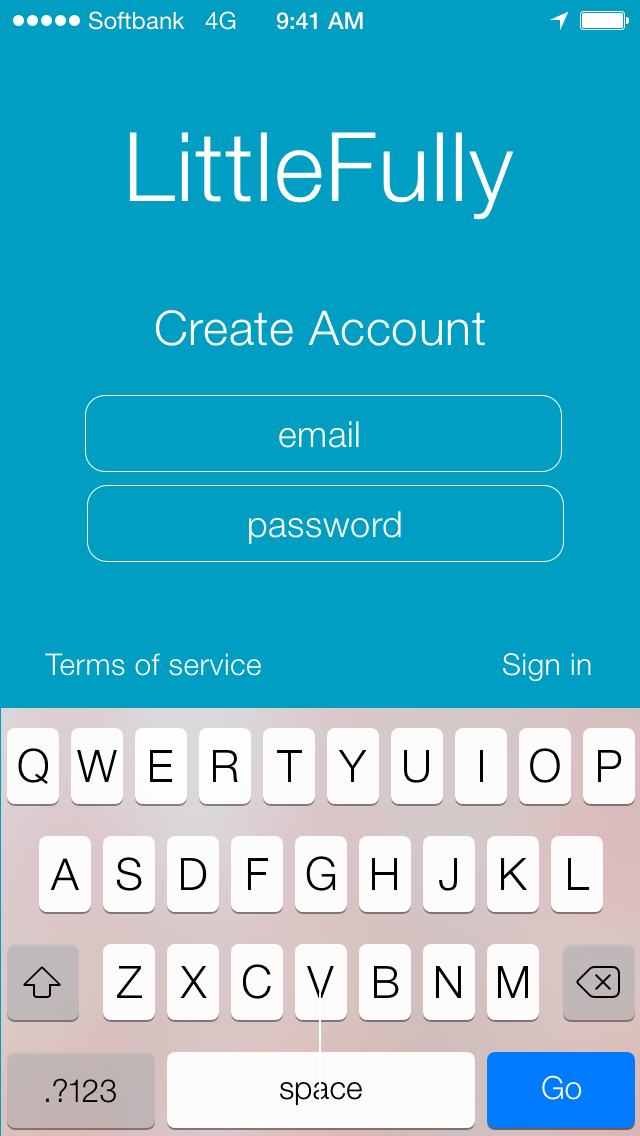 Softbank 4G 9:41 AM
LittleFully
Create Account
email
password
Terms of service Sign in
Q W E R T Y U I O P
A S D F G H J K L
Z X C V B N M
.?123 space Go